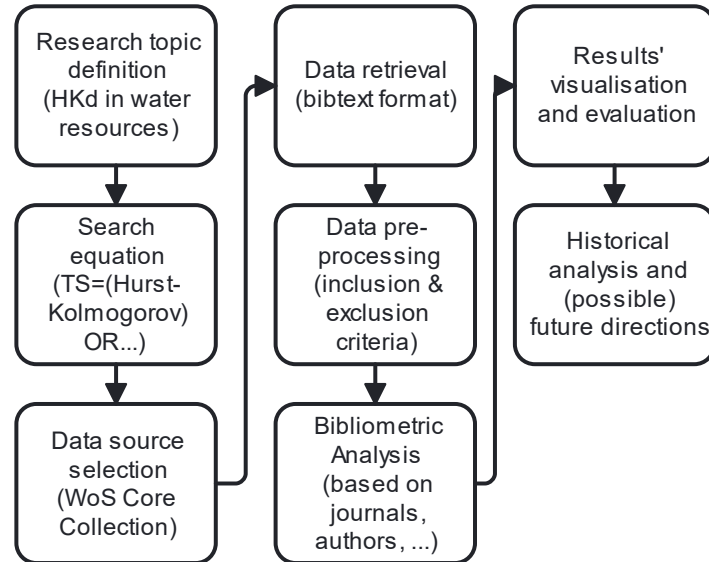 Research topic
definition
(HKd in water
resources)
Search
equation
(TS=(Hurst-
Kolmogorov)
OR...)
Data source
selection
(WoS Core
Collection)
Data retrieval
(bibtext format)
Data pre-
processing
(inclusion &
exclusion
criteria)
Bibliometric
Analysis
(based on
journals,
authors, ...)
Results'
visualisation
and evaluation
Historical
analysis and
(possible)
future directions